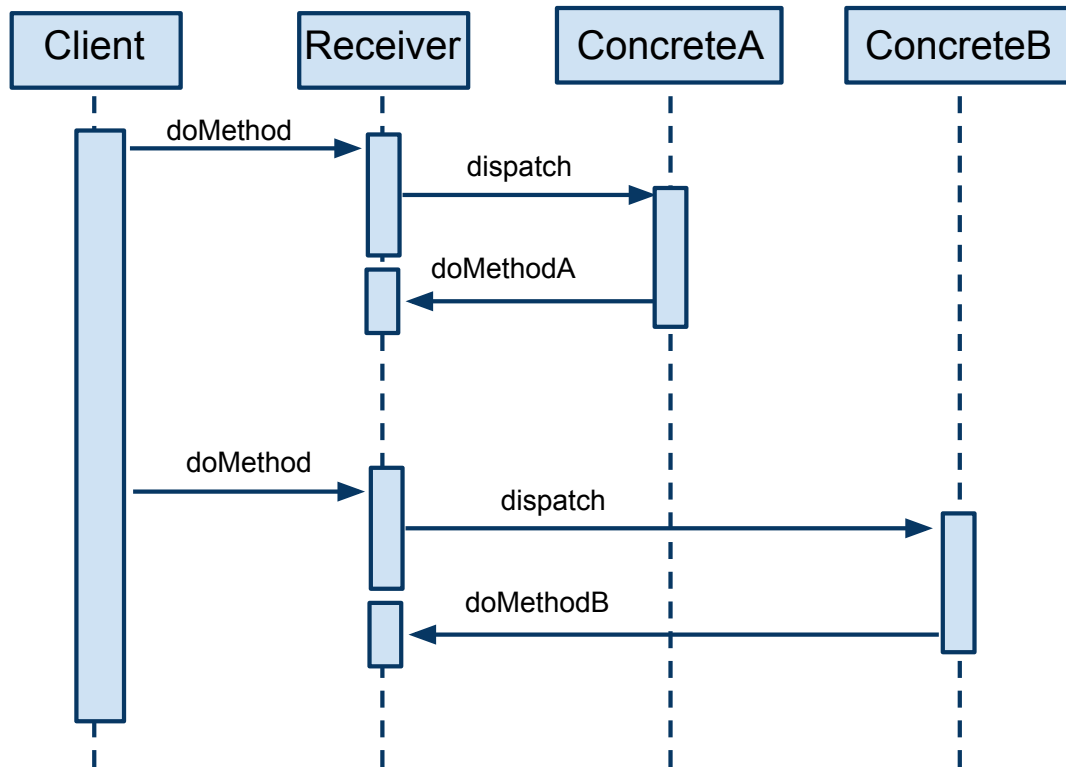 Client
Receiver
ConcreteA
ConcreteB
doMethod
dispatch
doMethodA
doMethod
dispatch
doMethodB